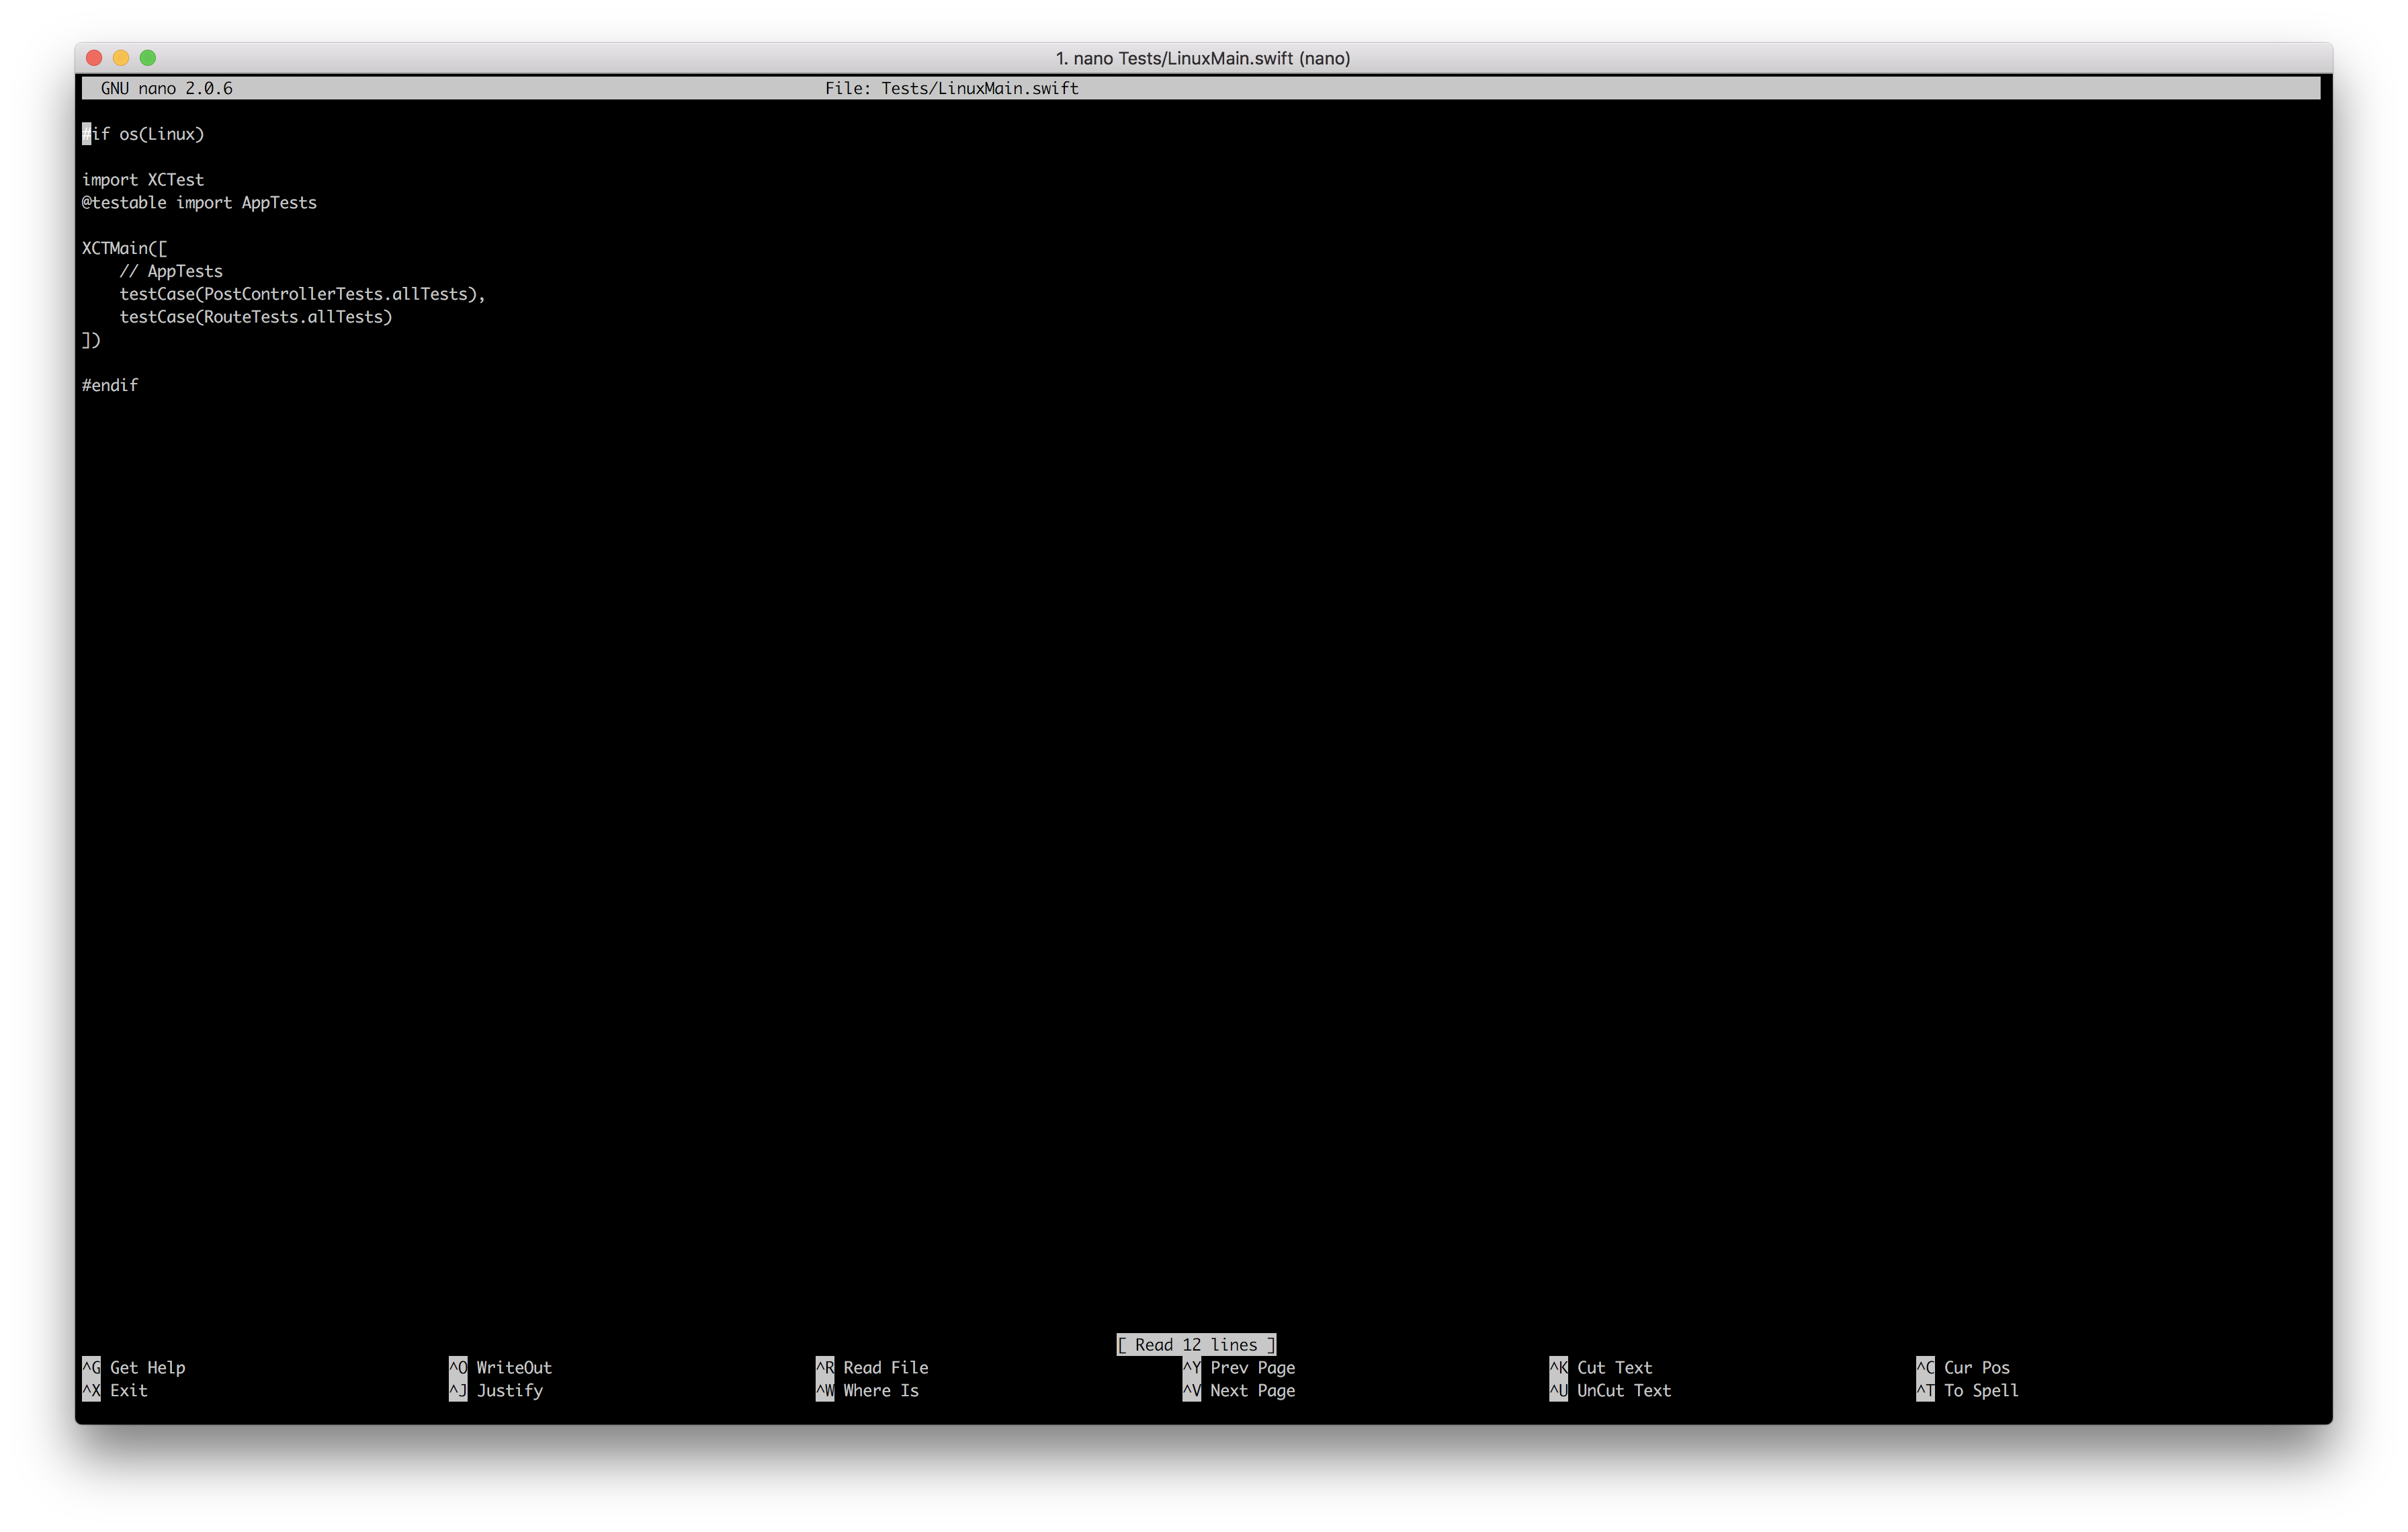 1. nano Tests/LinuxMain.swift (nano)
GNU nano 2.0.6 File: Tests/LinuxMain.swift
#if os(Linux)
import XCTest
@testable import AppTests
XCTMain([
    // AppTests
    testCase(PostControllerTests.allTests),
    testCase(RouteTests.allTests)
])
#endif
[ Read 12 lines ]
^G Get Help ^O WriteOut ^R Read File ^Y Prev Page ^K Cut Text ^C Cur Pos
^X Exit ^J Justify ^W Where Is ^V Next Page ^U UnCut Text ^T To Spell